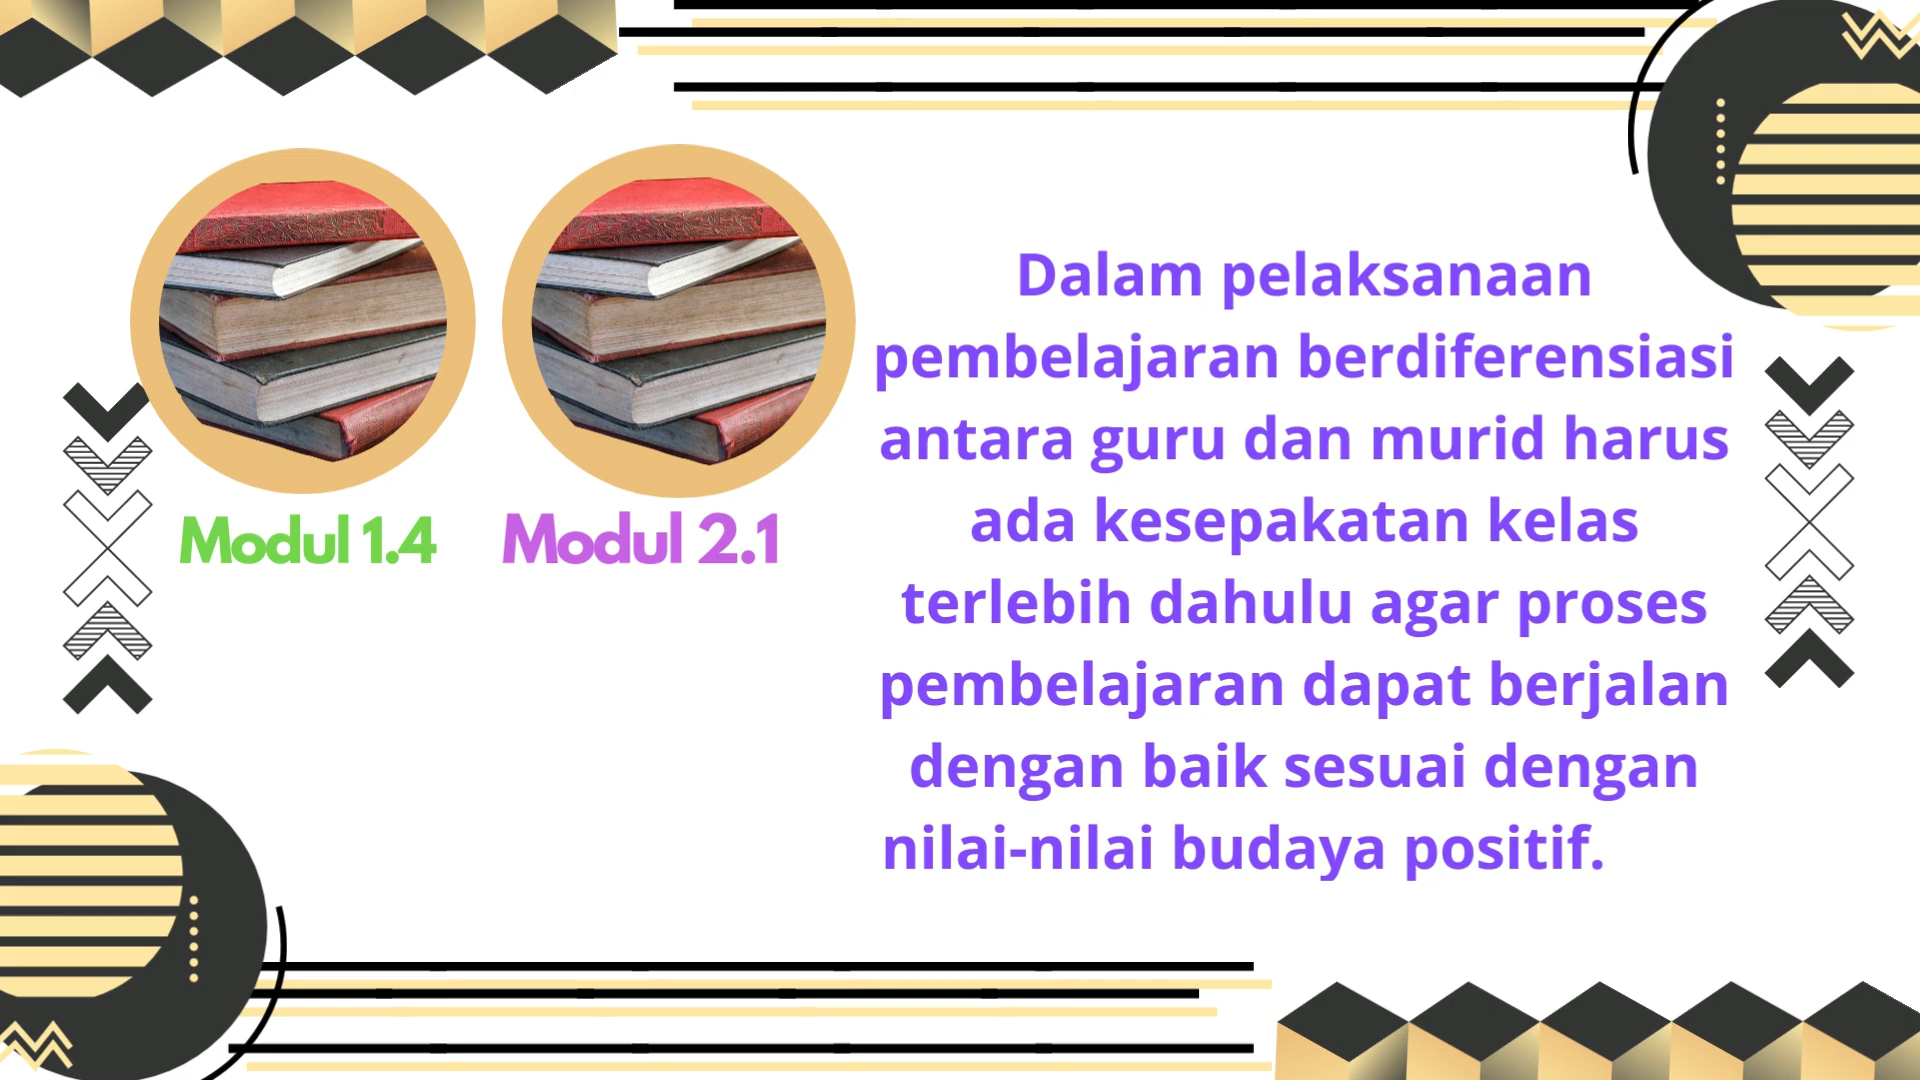 Modul 1.4
Modul 2.1
Dalam pelaksanaan
pembelajaran berdiferensiasi
antara guru dan murid harus
ada kesepakatan kelas
terlebih dahulu agar proses
pembelajaran dapat berjalan
dengan baik sesuai dengan
nilai-nilai budaya positif.